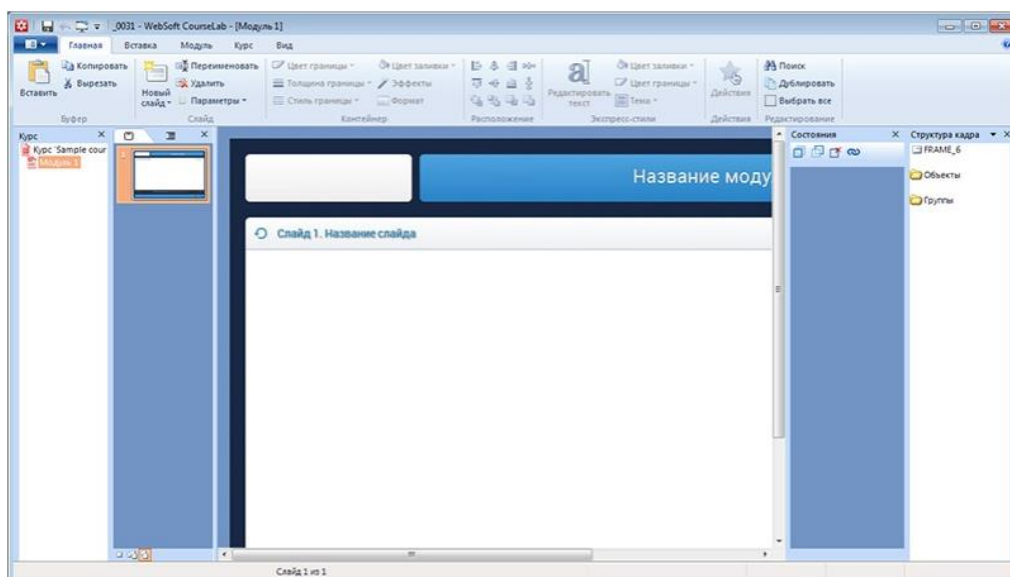 _0031 - WebSoft CourseLab - [Модуль 1]
Главная Вставка Модуль Курс Вид
Вставить
Копировать
Вырезать
Буфер
Новый
слайд
Переименовать
Удалить
Параметры
Слайд
Цвет границы
Толщина границы
Стиль границы
Цвет заливки
Эффекты
Формат
Контейнер
Расположение
Редактировать
текст
Цвет заливки
Цвет границы
Тема
Экспресс-стили
Действия
Действия
Поиск
Дублировать
Выбрать все
Редактирование
Курс
Курс 'Sample cour
Модуль 1
1
Название моду
Слайд 1. Название слайда
Состояния
Структура кадра
FRAME_6
Объекты
Группы
Слайд 1 из 1